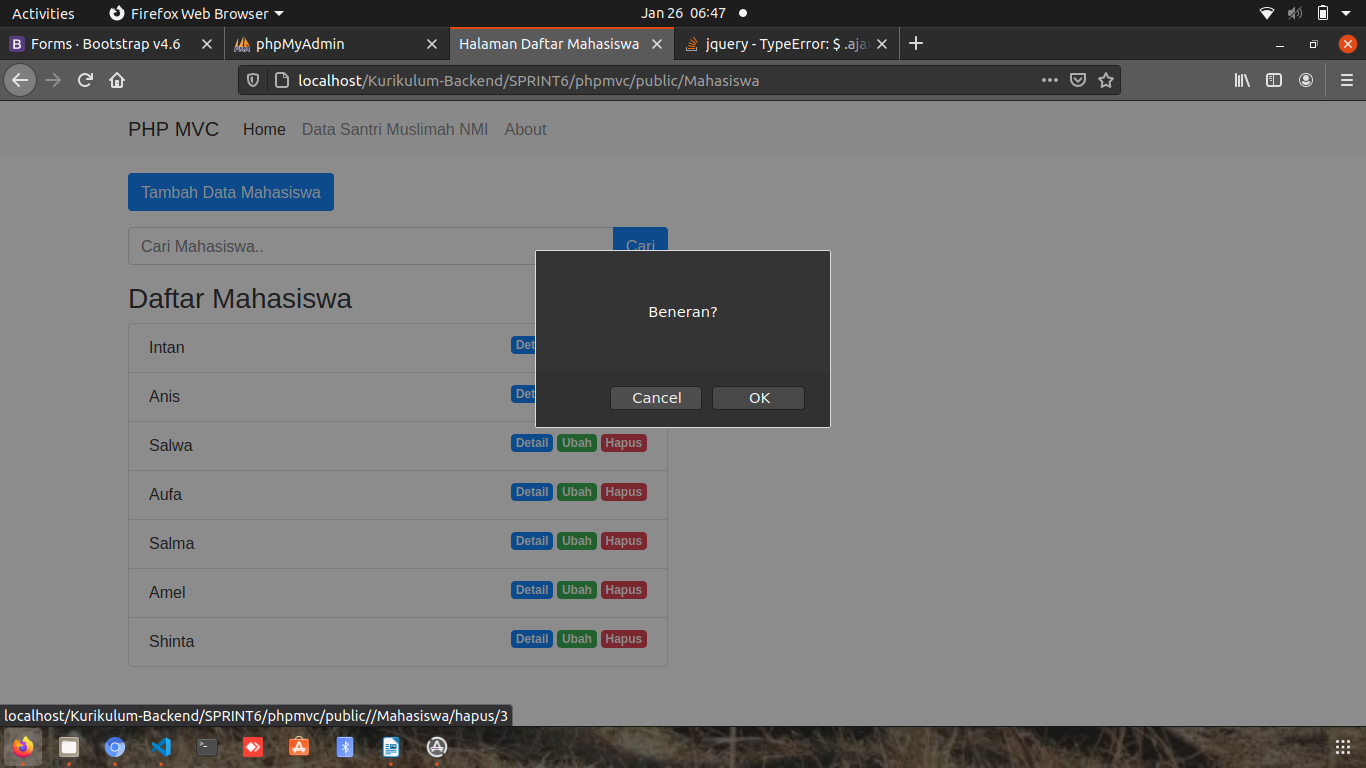 Activities Firefox Web Browser Jan 26 06:47
Forms · Bootstrap v4.6 phpMyAdmin Halaman Daftar Mahasiswa jquery - TypeError: $ .aja
localhost/Kurikulum-Backend/SPRINT6/phpmvc/public/Mahasiswa
PHP MVC Home Data Santri Muslimah NMI About
Tambah Data Mahasiswa
Cari Mahasiswa.. Cari
Beneran?
Cancel OK
Daftar Mahasiswa
Intan Det
Anis Det
Salwa Detail Ubah Hapus
Aufa Detail Ubah Hapus
Salma Detail Ubah Hapus
Amel Detail Ubah Hapus
Shinta Detail Ubah Hapus
localhost/Kurikulum-Backend/SPRINT6/phpmvc/public//Mahasiswa/hapus/3